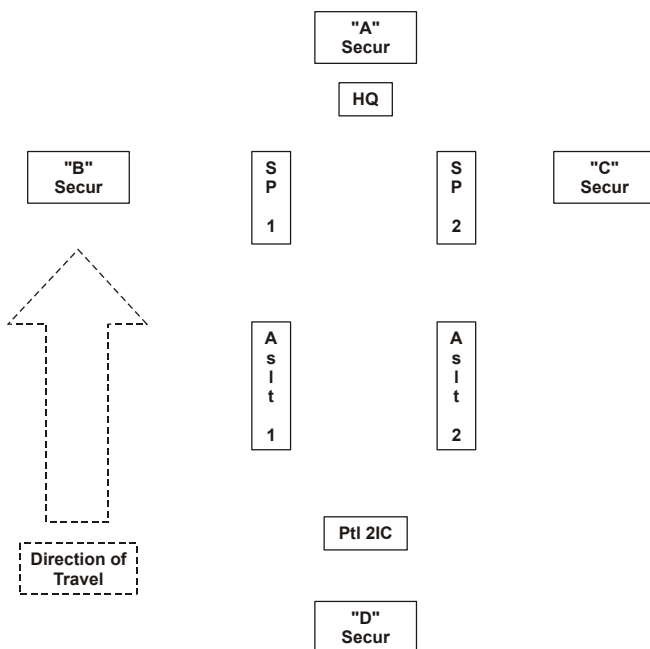 "A"
Secur
HQ
"B"
Secur
S
P
1
S
P
2
"C"
Secur
A
s
l
t
1
A
s
l
t
2
Ptl 2IC
Direction of
Travel
"D"
Secur